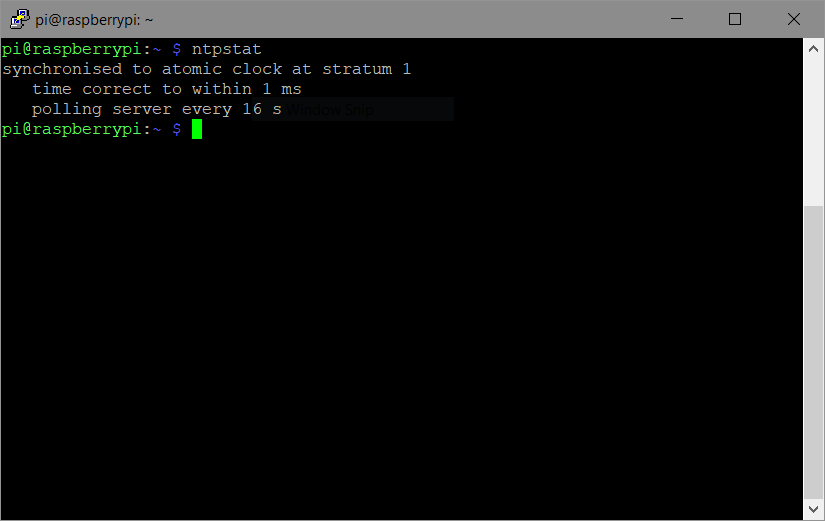 pi@raspberrypi: ~
pi@raspberrypi:~ $ ntpstat
synchronised to atomic clock at stratum 1
   time correct to within 1 ms
   polling server every 16 s
Window Snip
pi@raspberrypi:~ $